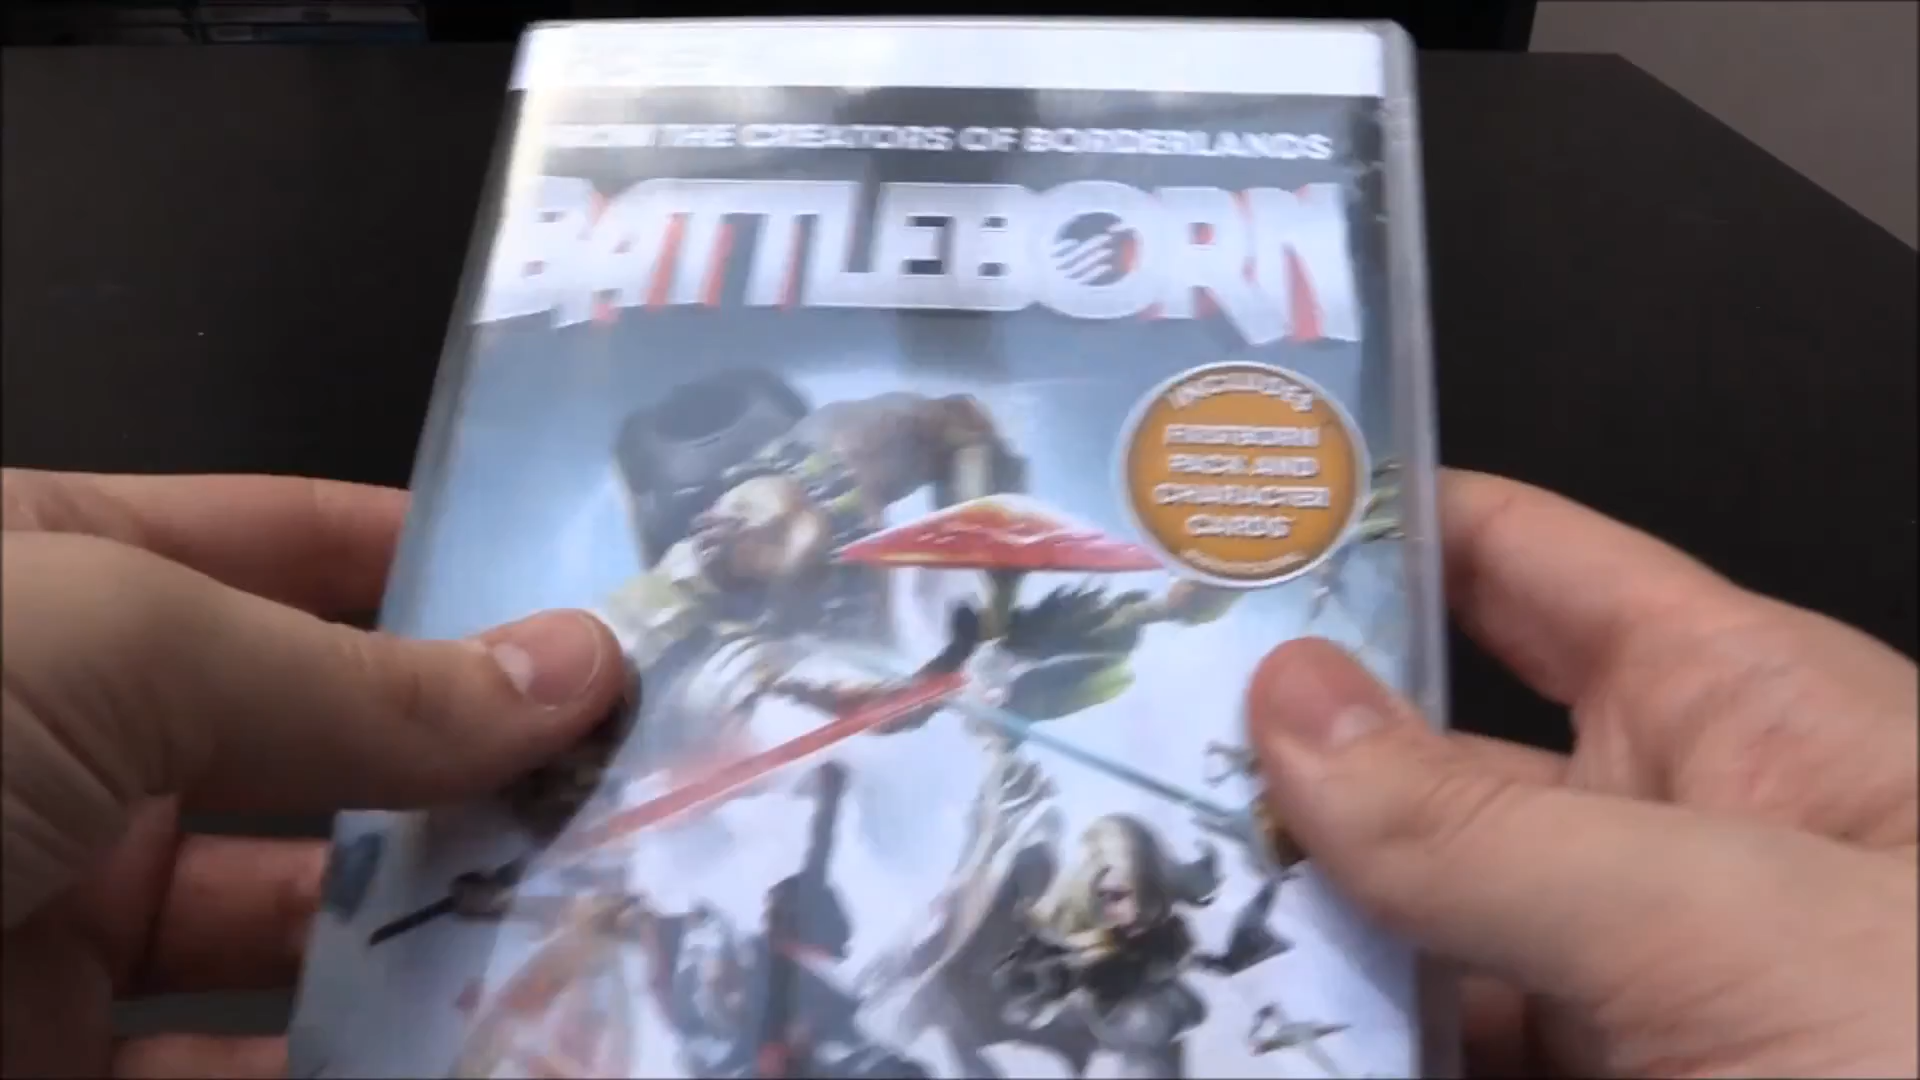 FROM THE CREATORS OF BORDERLANDS
BATTLEBORN
INCLUDES
FIRSTBORN
PACK AND
CHARACTER
CARDS